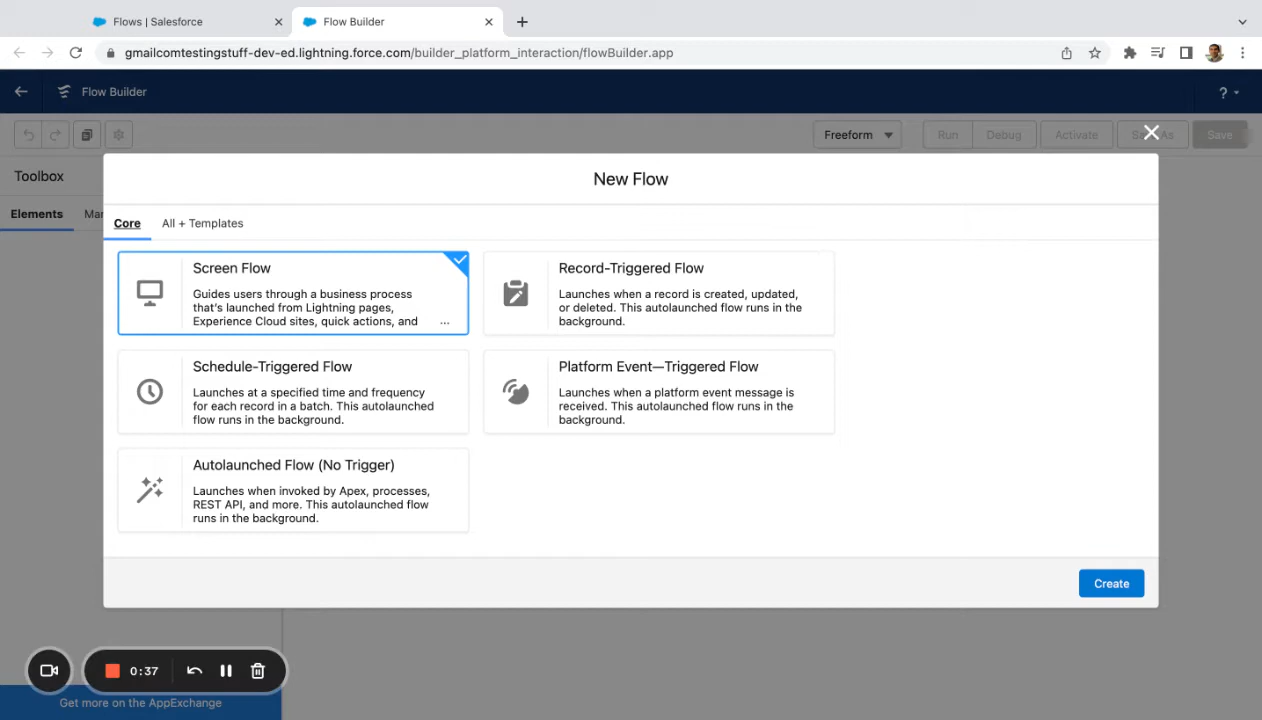 Flows | Salesforce
Flow Builder
gmailcomtestingstuff-dev-ed.lightning.force.com/builder_platform_interaction/flowBuilder.app
Flow Builder
?
Freeform
Run
Debug
Activate
Save As
Save
Toolbox
Elements
Mar
New Flow
Core
All + Templates
Screen Flow
Guides users through a business process
that's launched from Lightning pages,
Experience Cloud sites, quick actions, and ...
Record-Triggered Flow
Launches when a record is created, updated,
or deleted. This autolaunched flow runs in the
background.
Schedule-Triggered Flow
Launches at a specified time and frequency
for each record in a batch. This autolaunched
flow runs in the background.
Platform Event—Triggered Flow
Launches when a platform event message is
received. This autolaunched flow runs in the
background.
Autolaunched Flow (No Trigger)
Launches when invoked by Apex, processes,
REST API, and more. This autolaunched flow
runs in the background.
Create
0:37
Get more on the AppExchange